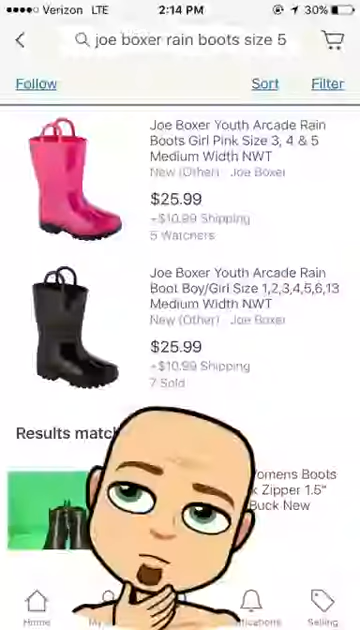 Verizon LTE 2:14 PM 30%
joe boxer rain boots size 5
Follow Sort Filter
Joe Boxer Youth Arcade Rain
Boots Girl Pink Size 3, 4 & 5
Medium Width NWT
New (Other) · Joe Boxer
$25.99
+$10.99 Shipping
5 Watchers
Joe Boxer Youth Arcade Rain
Boot Boy/Girl Size 1,2,3,4,5,6,13
Medium Width NWT
New (Other) · Joe Boxer
$25.99
+$10.99 Shipping
7 Sold
Results matc
omens Boots
Zipper 1.5"
Buck New
Home Selling